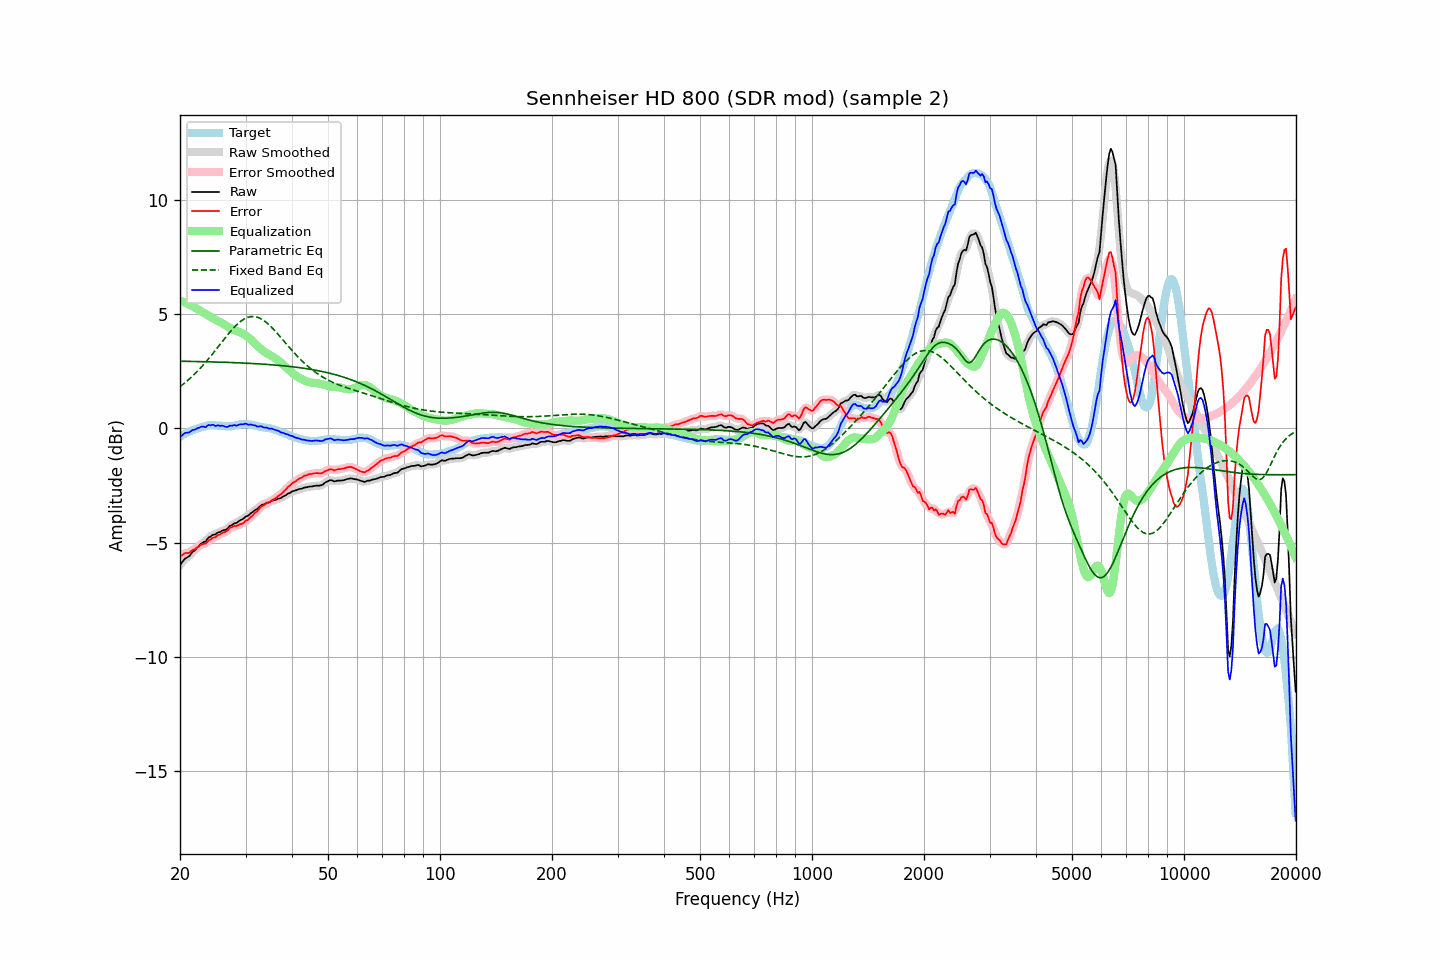 Sennheiser HD 800 (SDR mod) (sample 2)
Target
Raw Smoothed
Error Smoothed
Raw
Error
Equalization
Parametric Eq
Fixed Band Eq
Equalized
Amplitude (dBr)
10
5
0
−5
−10
−15
20 50 100 200 500 1000 2000 5000 10000 20000
Frequency (Hz)